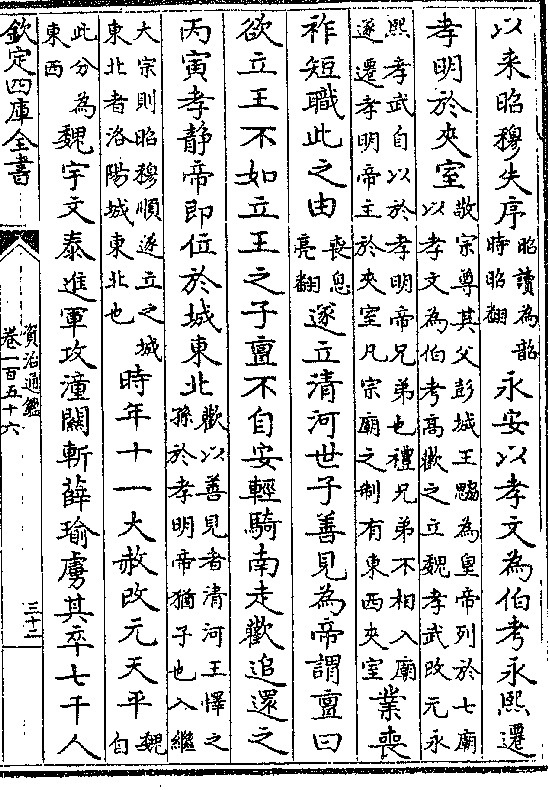 以来昭穆失序昭讀為韶時昭翻永安以孝文為伯考永熙遷
孝明於夾室敬宗尊其父彭城王勰為皇帝列於七廟以孝文為伯考高歡之立魏孝武改元永
熙孝武自以於孝明帝兄弟也禮兄弟不相入廟遂遷孝明帝主於夾室凡宗廟之制有東西夾室業喪
祚短職此之由喪息亮翻遂立清河世子善見為帝謂亶曰
欲立王不如立王之子亶不自安輕騎南走歡追還之
丙寅孝静帝即位於城東北歡以善見者清河王懌之孫於孝明帝猶子也入繼
大宗則昭穆順遂立之城東北者洛陽城東北也時年十一大赦改元天平魏自
此分為東西魏宇文泰進軍攻潼關斬薛瑜虜其卒七千人
欽定四庫全書
資治通鑑
卷一百五十六
三十二